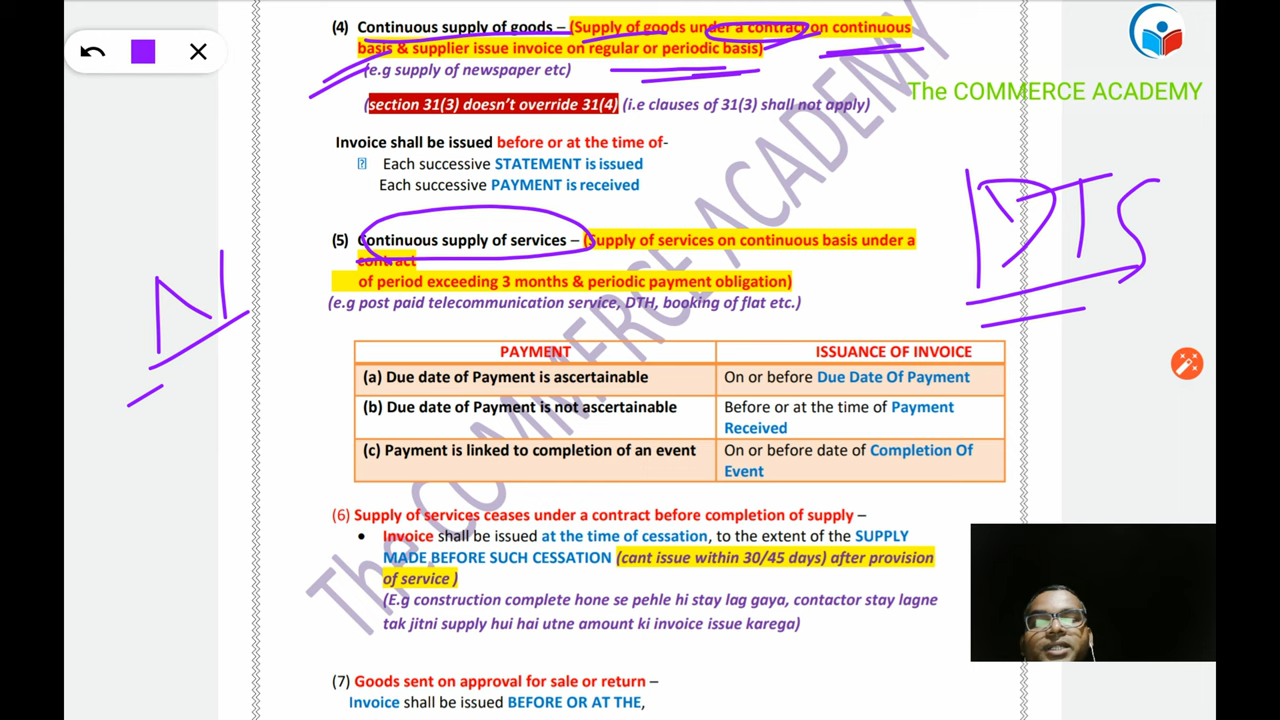 (4) Continuous supply of goods – (Supply of goods under a contract on continuous
basis & supplier issue invoice on regular or periodic basis)
(e.g supply of newspaper etc)
The COMMERCE ACADEMY
(section 31(3) doesn't override 31(4) (i.e clauses of 31(3) shall not apply)
Invoice shall be issued before or at the time of-
Each successive STATEMENT is issued
Each successive PAYMENT is received
(5) Continuous supply of services – (Supply of services on continuous basis under a
contract
of period exceeding 3 months & periodic payment obligation)
(e.g post paid telecommunication service, DTH, booking of flat etc.)
DTS
N
PAYMENT ISSUANCE OF INVOICE
(a) Due date of Payment is ascertainable On or before Due Date Of Payment
(b) Due date of Payment is not ascertainable Before or at the time of Payment
Received
(c) Payment is linked to completion of an event On or before date of Completion Of
Event
(6) Supply of services ceases under a contract before completion of supply –
• Invoice shall be issued at the time of cessation, to the extent of the SUPPLY
MADE BEFORE SUCH CESSATION (cant issue within 30/45 days) after provision
of service )
(E.g construction complete hone se pehle hi stay lag gaya, contactor stay lagne
tak jitni supply hui hai utne amount ki invoice issue karega)
(7) Goods sent on approval for sale or return –
Invoice shall be issued BEFORE OR AT THE,
The COMMERCE ACADEMY